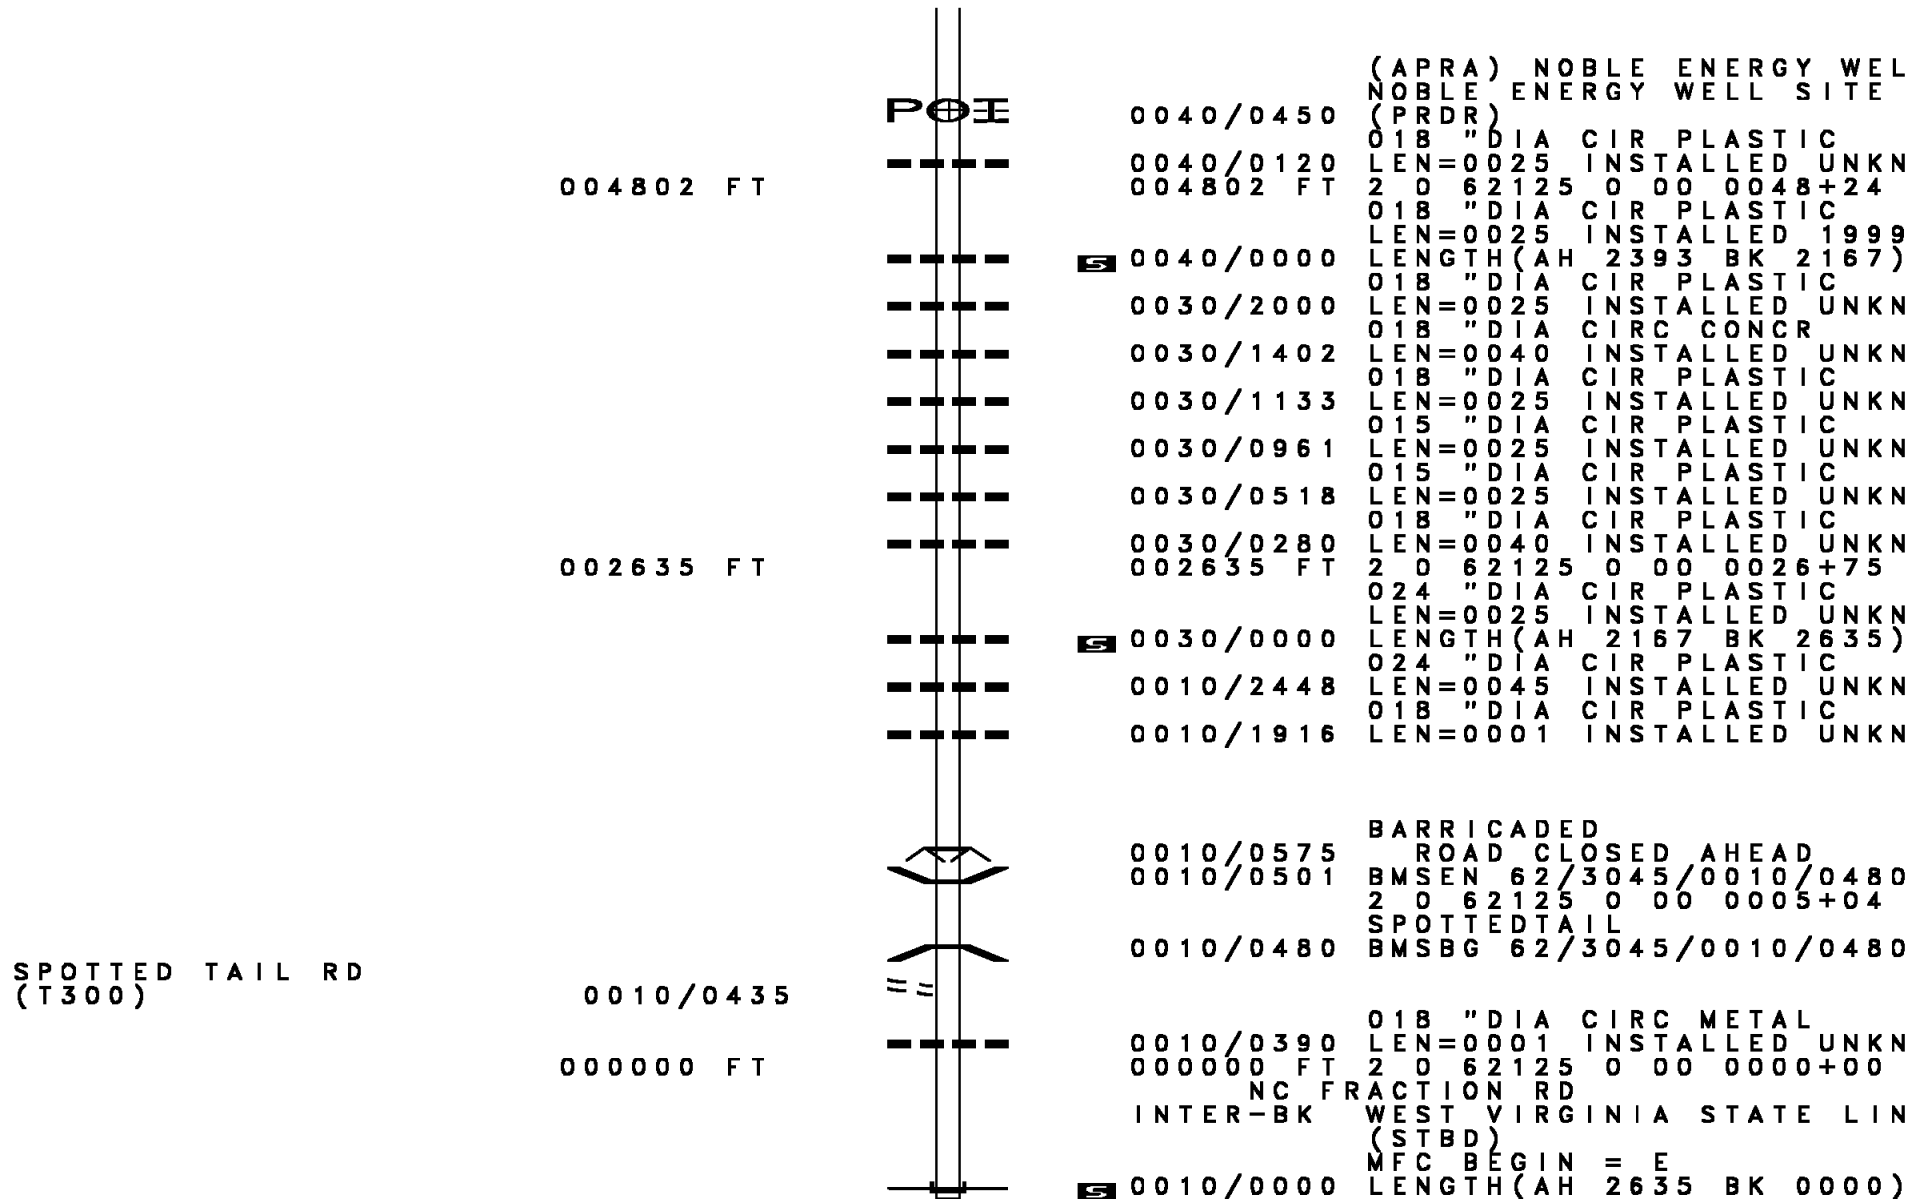 (APRA) NOBLE ENERGY WEL
NOBLE ENERGY WELL SITE
POI 0040/0450 (PRDR)
018 "DIA CIR PLASTIC
0040/0120 LEN=0025 INSTALLED UNKN
004802 FT 004802 FT 2 0 62125 0 00 0048+24
018 "DIA CIR PLASTIC
LEN=0025 INSTALLED 1999
S 0040/0000 LENGTH(AH 2393 BK 2167)
018 "DIA CIR PLASTIC
0030/2000 LEN=0025 INSTALLED UNKN
018 "DIA CIRC CONCR
0030/1402 LEN=0040 INSTALLED UNKN
018 "DIA CIR PLASTIC
0030/1133 LEN=0025 INSTALLED UNKN
015 "DIA CIR PLASTIC
0030/0961 LEN=0025 INSTALLED UNKN
015 "DIA CIR PLASTIC
0030/0518 LEN=0025 INSTALLED UNKN
018 "DIA CIR PLASTIC
0030/0280 LEN=0040 INSTALLED UNKN
002635 FT 002635 FT 2 0 62125 0 00 0026+75
024 "DIA CIR PLASTIC
LEN=0025 INSTALLED UNKN
S 0030/0000 LENGTH(AH 2167 BK 2635)
024 "DIA CIR PLASTIC
0010/2448 LEN=0045 INSTALLED UNKN
018 "DIA CIR PLASTIC
0010/1916 LEN=0001 INSTALLED UNKN
BARRICADED
0010/0575 ROAD CLOSED AHEAD
0010/0501 BMSEN 62/3045/0010/0480
2 0 62125 0 00 0005+04
SPOTTEDTAIL
0010/0480 BMSBG 62/3045/0010/0480
SPOTTED TAIL RD
(T300) 0010/0435
018 "DIA CIRC METAL
0010/0390 LEN=0001 INSTALLED UNKN
000000 FT 000000 FT 2 0 62125 0 00 0000+00
NC FRACTION RD
INTER-BK WEST VIRGINIA STATE LIN
(STBD)
MFC BEGIN = E
S 0010/0000 LENGTH(AH 2635 BK 0000)